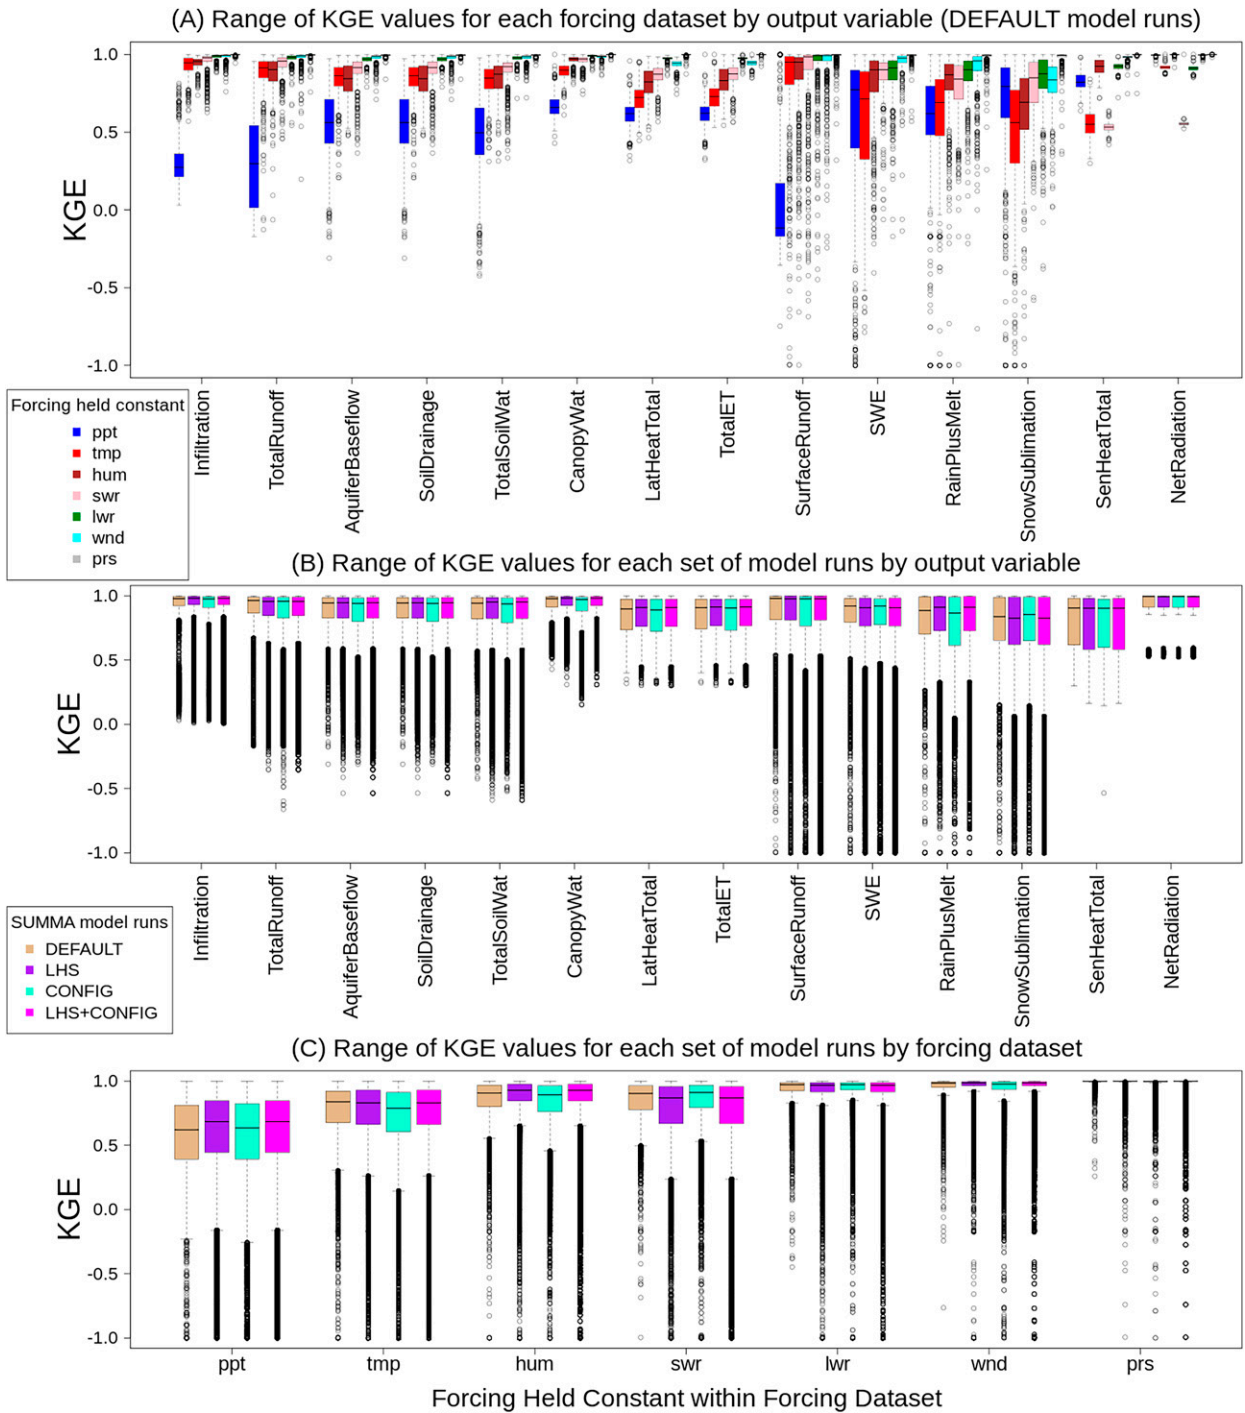 (A) Range of KGE values for each forcing dataset by output variable (DEFAULT model runs)
1.0
0.5
0.0
-0.5
-1.0
KGE
Infiltration
TotalRunoff
AquiferBaseflow
SoilDrainage
TotalSoilWat
CanopyWat
LatHeatTotal
TotalET
SurfaceRunoff
SWE
RainPlusMelt
SnowSublimation
SenHeatTotal
NetRadiation
Forcing held constant
ppt
tmp
hum
swr
lwr
wnd
prs
(B) Range of KGE values for each set of model runs by output variable
1.0
0.5
0.0
-0.5
-1.0
KGE
Infiltration
TotalRunoff
AquiferBaseflow
SoilDrainage
TotalSoilWat
CanopyWat
LatHeatTotal
TotalET
SurfaceRunoff
SWE
RainPlusMelt
SnowSublimation
SenHeatTotal
NetRadiation
SUMMA model runs
DEFAULT
LHS
CONFIG
LHS+CONFIG
(C) Range of KGE values for each set of model runs by forcing dataset
1.0
0.5
0.0
-0.5
-1.0
KGE
ppt tmp hum swr lwr wnd prs
Forcing Held Constant within Forcing Dataset